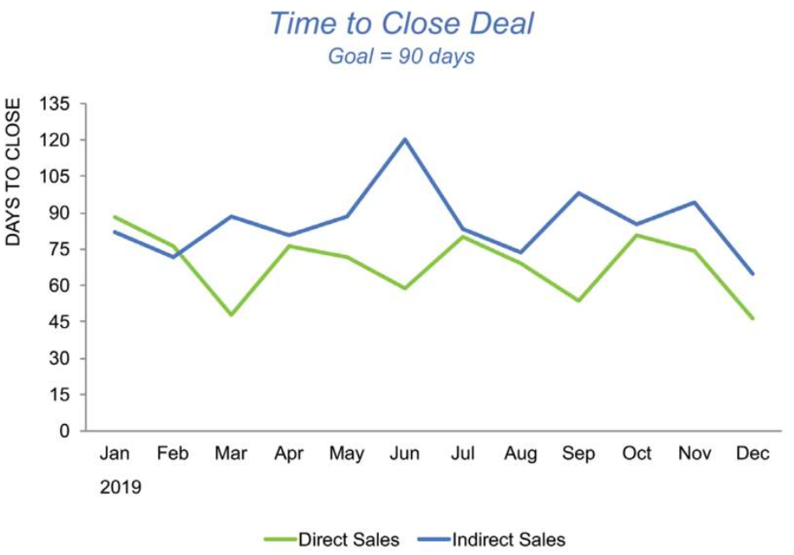 Time to Close Deal
Goal = 90 days
DAYS TO CLOSE
135
120
105
90
75
60
45
30
15
0
Jan Feb Mar Apr May Jun Jul Aug Sep Oct Nov Dec
2019
Direct Sales Indirect Sales